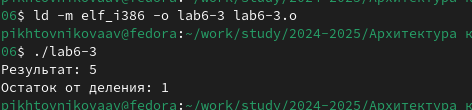 06$ ld -m elf_i386 -o lab6-3 lab6-3.o
pikhtovnikovaav@fedora:~/work/study/2024-2025/Архитектура к
06$ ./lab6-3
Результат: 5
Остаток от деления: 1
pikhtovnikovaav@fedora:~/work/study/2024-2025/Архитектура к